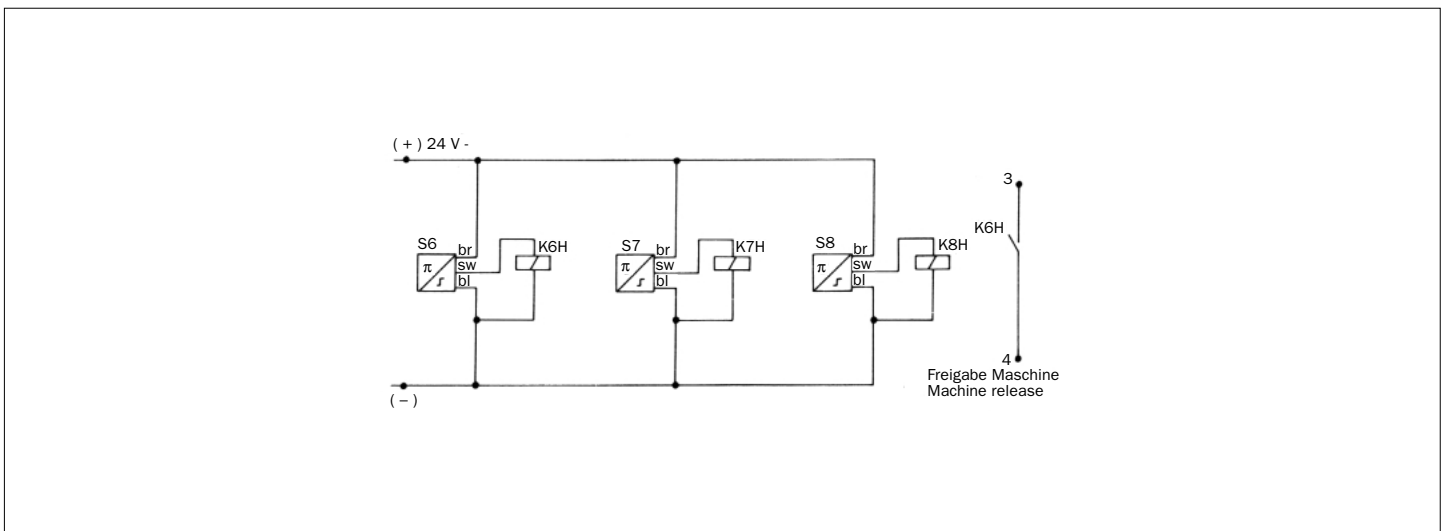 ( + ) 24 V -
S6
br
sw
bl
K6H
π
S7
br
sw
bl
K7H
π
S8
br
sw
bl
K8H
π
3
K6H
4
Freigabe Maschine
Machine release
( – )